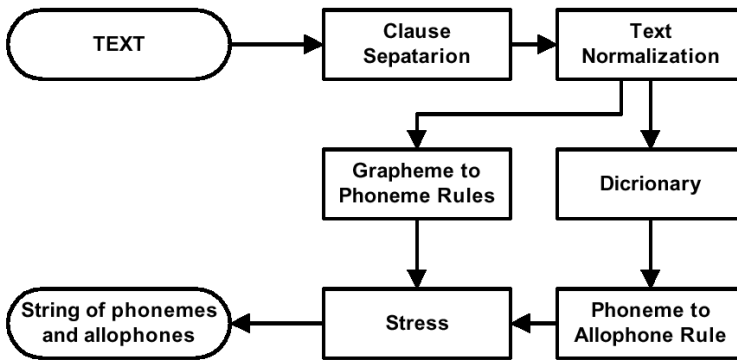 TEXT
Clause
Sepatarion
Text
Normalization
Grapheme to
Phoneme Rules
Dicrionary
String of phonemes
and allophones
Stress
Phoneme to
Allophone Rule